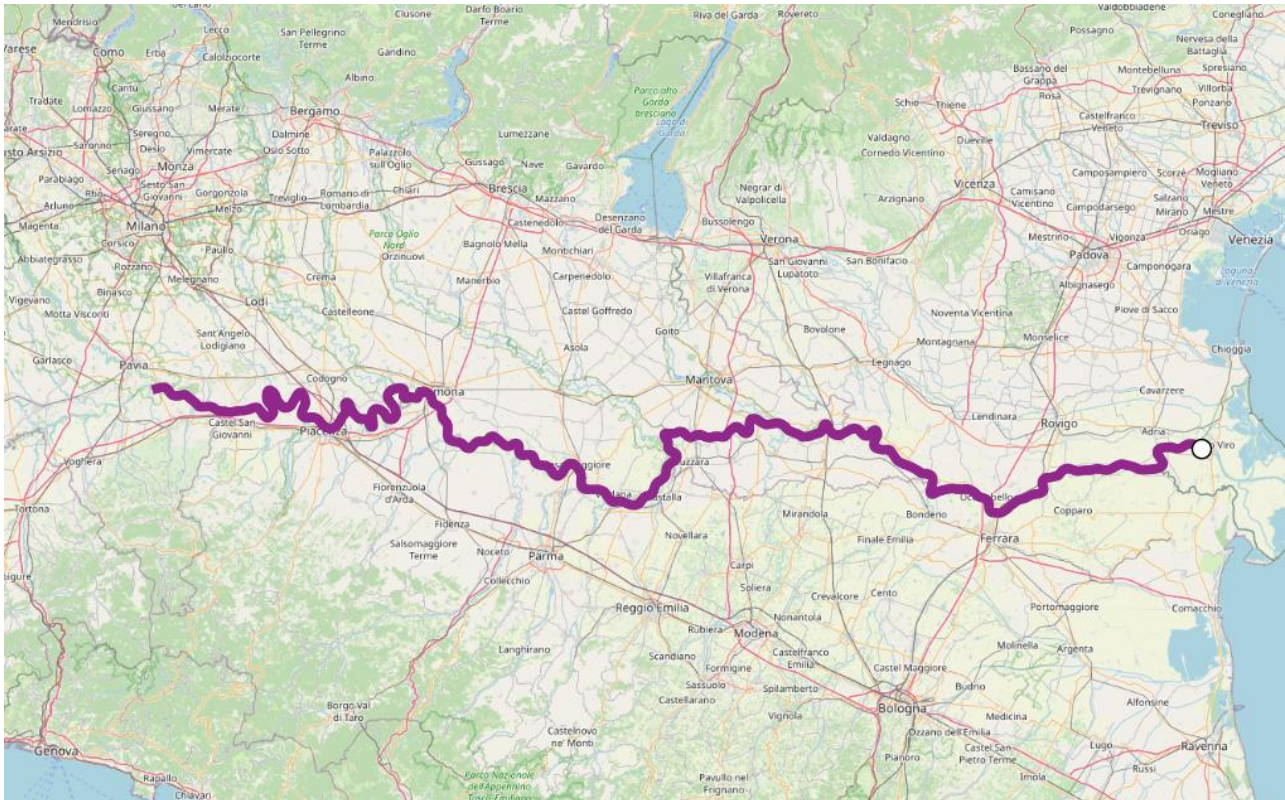 Mendrisio
Como
Erba
Lecco
Calolziocorte
San Pellegrino
Terme
Clusone
Darfo Boario
Terme
Riva del Garda
Rovereto
Valdobbiadene
Conegliano
Possagno
Nervesa della
Battaglia
Varese
Cantù
Gandino
Albino
Bassano del
Grappa
Montebelluna
Spresiano
Tradate
Lomazzo
Giussano
Merate
Bergamo
Parco alto
Garda
bresciano
Lago di
Garda
Schio
Thiene
Rosà
Trevignano
Villorba
Ponzano
Castelfranco
Veneto
Treviso
Seregno
Saronno
Desio
Vimercate
Dalmine
Osio Sotto
Lumezzane
Valdagno
Dueville
Cornedo Vicentino
Busto Arsizio
Senago
Monza
Palazzolo
sull'Oglio
Gussago
Nave
Gavardo
Camposampiero
Scorzè
Mogliano
Veneto
Parabiago
Rho
Sesto San
Giovanni
Gorgonzola
Treviglio
Romano di
Lombardia
Chiari
Brescia
Mazzano
Negrar di
Valpolicella
Vicenza
Camisano
Vicentino
Salzano
Mirano
Arluno
Melzo
Arzignano
Campodarsego
Mestre
Magenta
Milano
Castenedolo
Desenzano
del Garda
Bussolengo
Mestrino
Vigonza
Oriago
Venezia
Corsico
Paullo
Parco Oglio
Nord
Orzinuovi
Bagnolo Mella
Montichiari
Verona
San Giovanni
Lupatoto
San Bonifacio
Padova
Abbiategrasso
Rozzano
Melegnano
Crema
Manerbio
Carpenedolo
Villafranca
di Verona
Camponogara
Laguna
di Venezia
Binasco
Albignasego
Vigevano
Motta Visconti
Lodi
Castelleone
Castel Goffredo
Noventa Vicentina
Piove di Sacco
Sant'Angelo
Lodigiano
Goito
Bovolone
Montagnana
Monselice
Chioggia
Garlasco
Pavia
Asola
Legnago
Codogno
Mantova
Cavarzere
Castel San
Giovanni
Lendinara
Rovigo
Adria
Viro
Piacenza
Voghera
Fiorenzuola
d'Arda
Copparo
Tortona
Mirandola
Bondeno
Fidenza
Novellara
Finale Emilia
Ferrara
Salsomaggiore
Terme
Noceto
Parma
Collecchio
Carpi
Soliera
Crevalcore
Cento
Portomaggiore
Comacchio
Reggio Emilia
Nonantola
Rubiera
Modena
Molinella
Argenta
Langhirano
Scandiano
Castelfranco
Emilia
Formigine
Castel Maggiore
Sassuolo
Spilamberto
Budrio
Castellarano
Borgo Val
di Taro
Vignola
Bologna
Alfonsine
Medicina
Castelnovo
ne' Monti
Ozzano dell'Emilia
Genova
Pianoro
Castel San
Pietro Terme
Lugo
Ravenna
Russi
Rapallo
Parco Nazionale
dell'Appennino
Tosco-Emiliano
Pavullo nel
Frignano
Imola
Chiavari